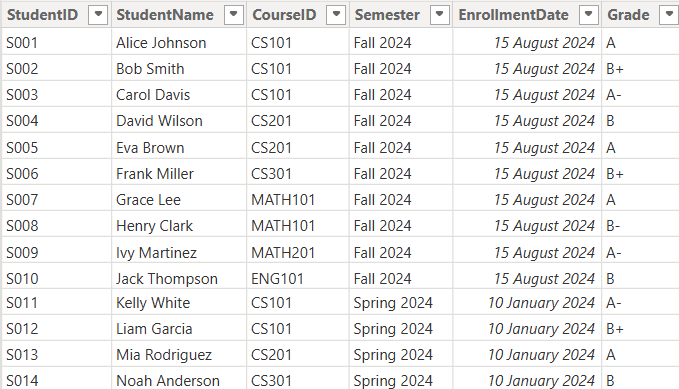 StudentID StudentName CourseID Semester EnrollmentDate Grade
S001 Alice Johnson CS101 Fall 2024 15 August 2024 A
S002 Bob Smith CS101 Fall 2024 15 August 2024 B+
S003 Carol Davis CS101 Fall 2024 15 August 2024 A-
S004 David Wilson CS201 Fall 2024 15 August 2024 B
S005 Eva Brown CS201 Fall 2024 15 August 2024 A
S006 Frank Miller CS301 Fall 2024 15 August 2024 B+
S007 Grace Lee MATH101 Fall 2024 15 August 2024 A
S008 Henry Clark MATH101 Fall 2024 15 August 2024 B-
S009 Ivy Martinez MATH201 Fall 2024 15 August 2024 A-
S010 Jack Thompson ENG101 Fall 2024 15 August 2024 B
S011 Kelly White CS101 Spring 2024 10 January 2024 A-
S012 Liam Garcia CS101 Spring 2024 10 January 2024 B+
S013 Mia Rodriguez CS201 Spring 2024 10 January 2024 A
S014 Noah Anderson CS301 Spring 2024 10 January 2024 B